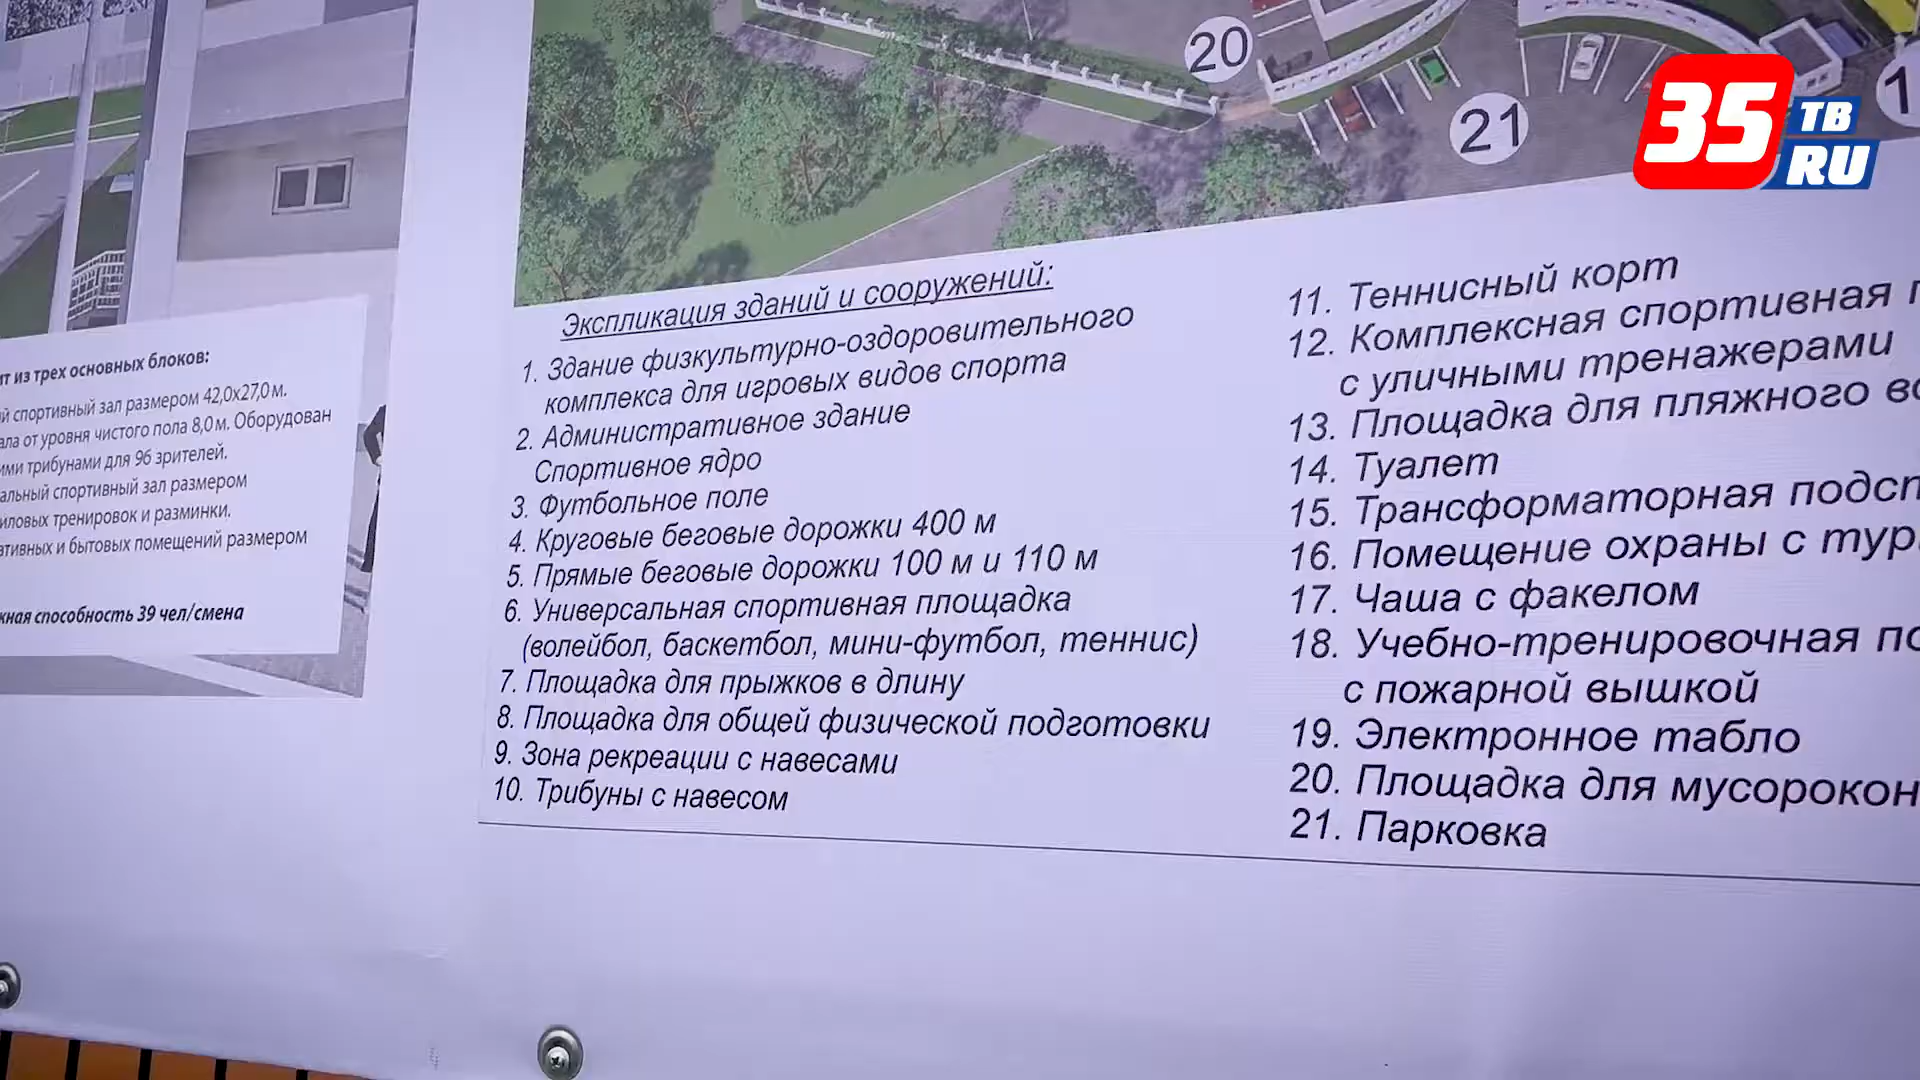 20
21
1
35
ТВ
RU
из трех основных блоков:
спортивный зал размером 42,0х27,0 м.
от уровня чистого пола 8,0 м. Оборудован
трибунами для 96 зрителей.
спортивный зал размером
тренировок и разминки.
и бытовых помещений размером
способность 39 чел/смена
Экспликация зданий и сооружений:
1. Здание физкультурно-оздоровительного
комплекса для игровых видов спорта
2. Административное здание
Спортивное ядро
3. Футбольное поле
4. Круговые беговые дорожки 400 м
5. Прямые беговые дорожки 100 м и 110 м
6. Универсальная спортивная площадка
(волейбол, баскетбол, мини-футбол, теннис)
7. Площадка для прыжков в длину
8. Площадка для общей физической подготовки
9. Зона рекреации с навесами
10. Трибуны с навесом
11. Теннисный корт
12. Комплексная спортивная
с уличными тренажерами
13. Площадка для пляжного
14. Туалет
15. Трансформаторная
16. Помещение охраны с
17. Чаша с факелом
18. Учебно-тренировочная
с пожарной вышкой
19. Электронное табло
20. Площадка для
21. Парковка